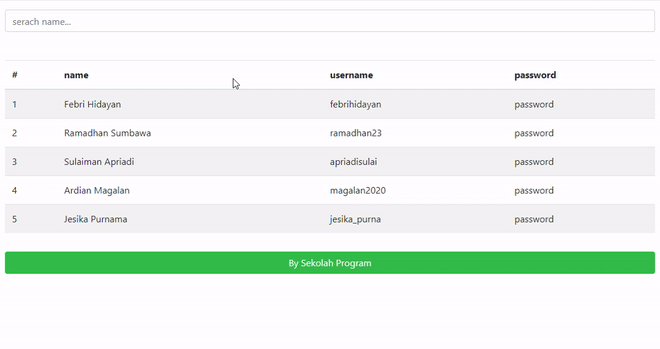 serach name...
# name username password
1 Febri Hidayan febrihidayan password
2 Ramadhan Sumbawa ramadhan23 password
3 Sulaiman Apriadi apriadisulai password
4 Ardian Magalan magalan2020 password
5 Jesika Purnama jesika_purna password
By Sekolah Program